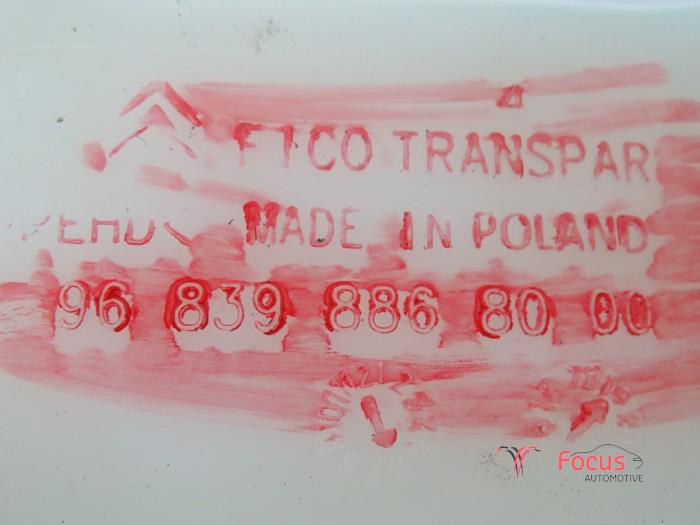 FICO TRANSPAR
MADE IN POLAND
96 839 886 80 00
Focus
AUTOMOTIVE